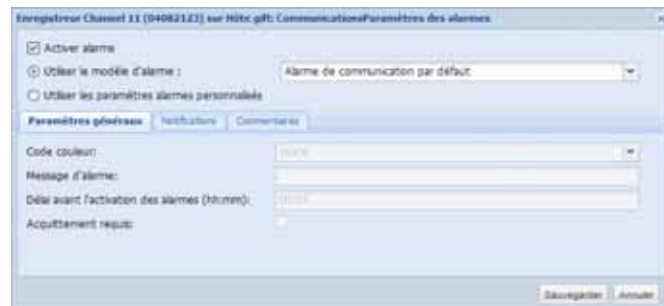 Enregistreur Channel 11 [04082123] sur Hôte gift: CommunicationsParamètres des alarmes
Activer alarme
Utiliser le modèle d'alarme : Alarme de communication par défaut
Utiliser les paramètres alarmes personnalisés
Paramètres généraux Notifications Commentaires
Code couleur:
Message d'alarme:
Délai avant l'activation des alarmes (hh:mm):
Acquittement requis:
Sauvegarder Annuler